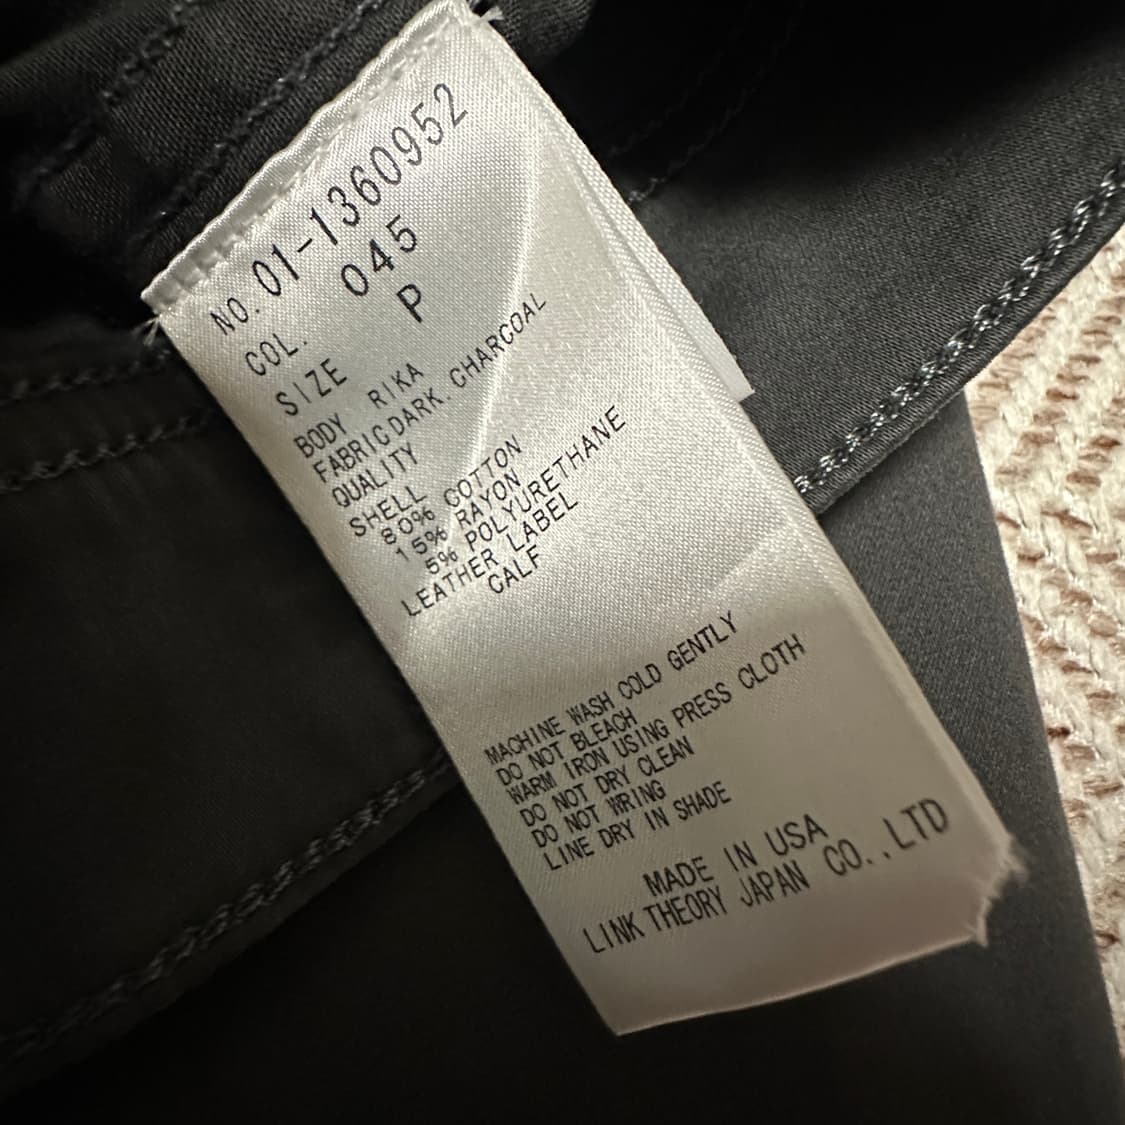 NO. 01-1360952
COL. 045
SIZE P
BODY RIKA
FABRIC DARK. CHARCOAL
QUALITY
SHELL
80% COTTON
15% RAYON
5% POLYURETHANE
LEATHER LABEL
CALF
MACHINE WASH COLD GENTLY
DO NOT BLEACH
WARM IRON USING PRESS CLOTH
DO NOT DRY CLEAN
DO NOT WRING
LINE DRY IN SHADE
MADE IN USA
LINK THEORY JAPAN CO.,LTD